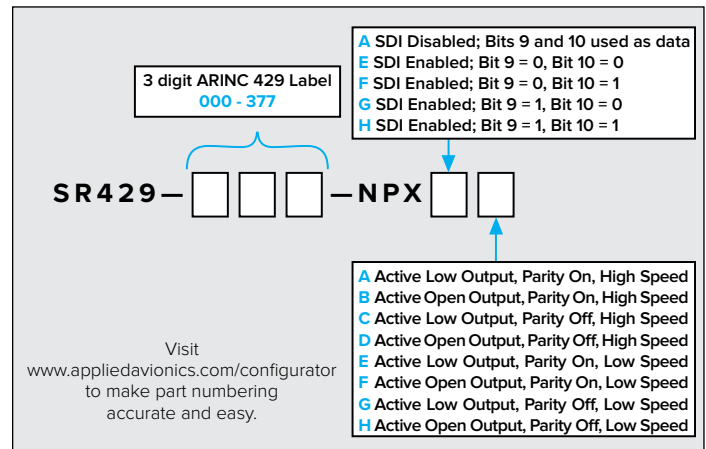 A SDI Disabled; Bits 9 and 10 used as data
E SDI Enabled; Bit 9 = 0, Bit 10 = 0
F SDI Enabled; Bit 9 = 0, Bit 10 = 1
G SDI Enabled; Bit 9 = 1, Bit 10 = 0
H SDI Enabled; Bit 9 = 1, Bit 10 = 1
3 digit ARINC 429 Label
000 - 377
SR429— —NPX
A Active Low Output, Parity On, High Speed
B Active Open Output, Parity On, High Speed
C Active Low Output, Parity Off, High Speed
D Active Open Output, Parity Off, High Speed
E Active Low Output, Parity On, Low Speed
F Active Open Output, Parity On, Low Speed
G Active Low Output, Parity Off, Low Speed
H Active Open Output, Parity Off, Low Speed
Visit
www.appliedavionics.com/configurator
to make part numbering
accurate and easy.